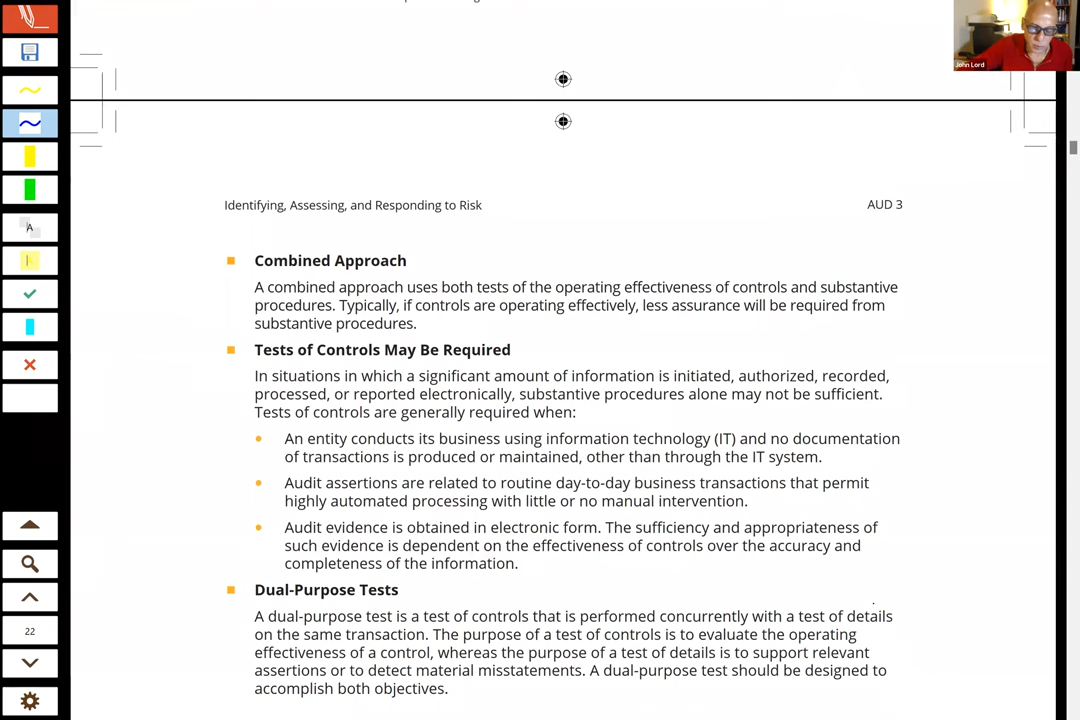 John Lord
Identifying, Assessing, and Responding to Risk
AUD 3
Combined Approach
A combined approach uses both tests of the operating effectiveness of controls and substantive
procedures. Typically, if controls are operating effectively, less assurance will be required from
substantive procedures.
Tests of Controls May Be Required
In situations in which a significant amount of information is initiated, authorized, recorded,
processed, or reported electronically, substantive procedures alone may not be sufficient.
Tests of controls are generally required when:
An entity conducts its business using information technology (IT) and no documentation
of transactions is produced or maintained, other than through the IT system.
Audit assertions are related to routine day-to-day business transactions that permit
highly automated processing with little or no manual intervention.
Audit evidence is obtained in electronic form. The sufficiency and appropriateness of
such evidence is dependent on the effectiveness of controls over the accuracy and
completeness of the information.
Dual-Purpose Tests
A dual-purpose test is a test of controls that is performed concurrently with a test of details
on the same transaction. The purpose of a test of controls is to evaluate the operating
effectiveness of a control, whereas the purpose of a test of details is to support relevant
assertions or to detect material misstatements. A dual-purpose test should be designed to
accomplish both objectives.
A
22